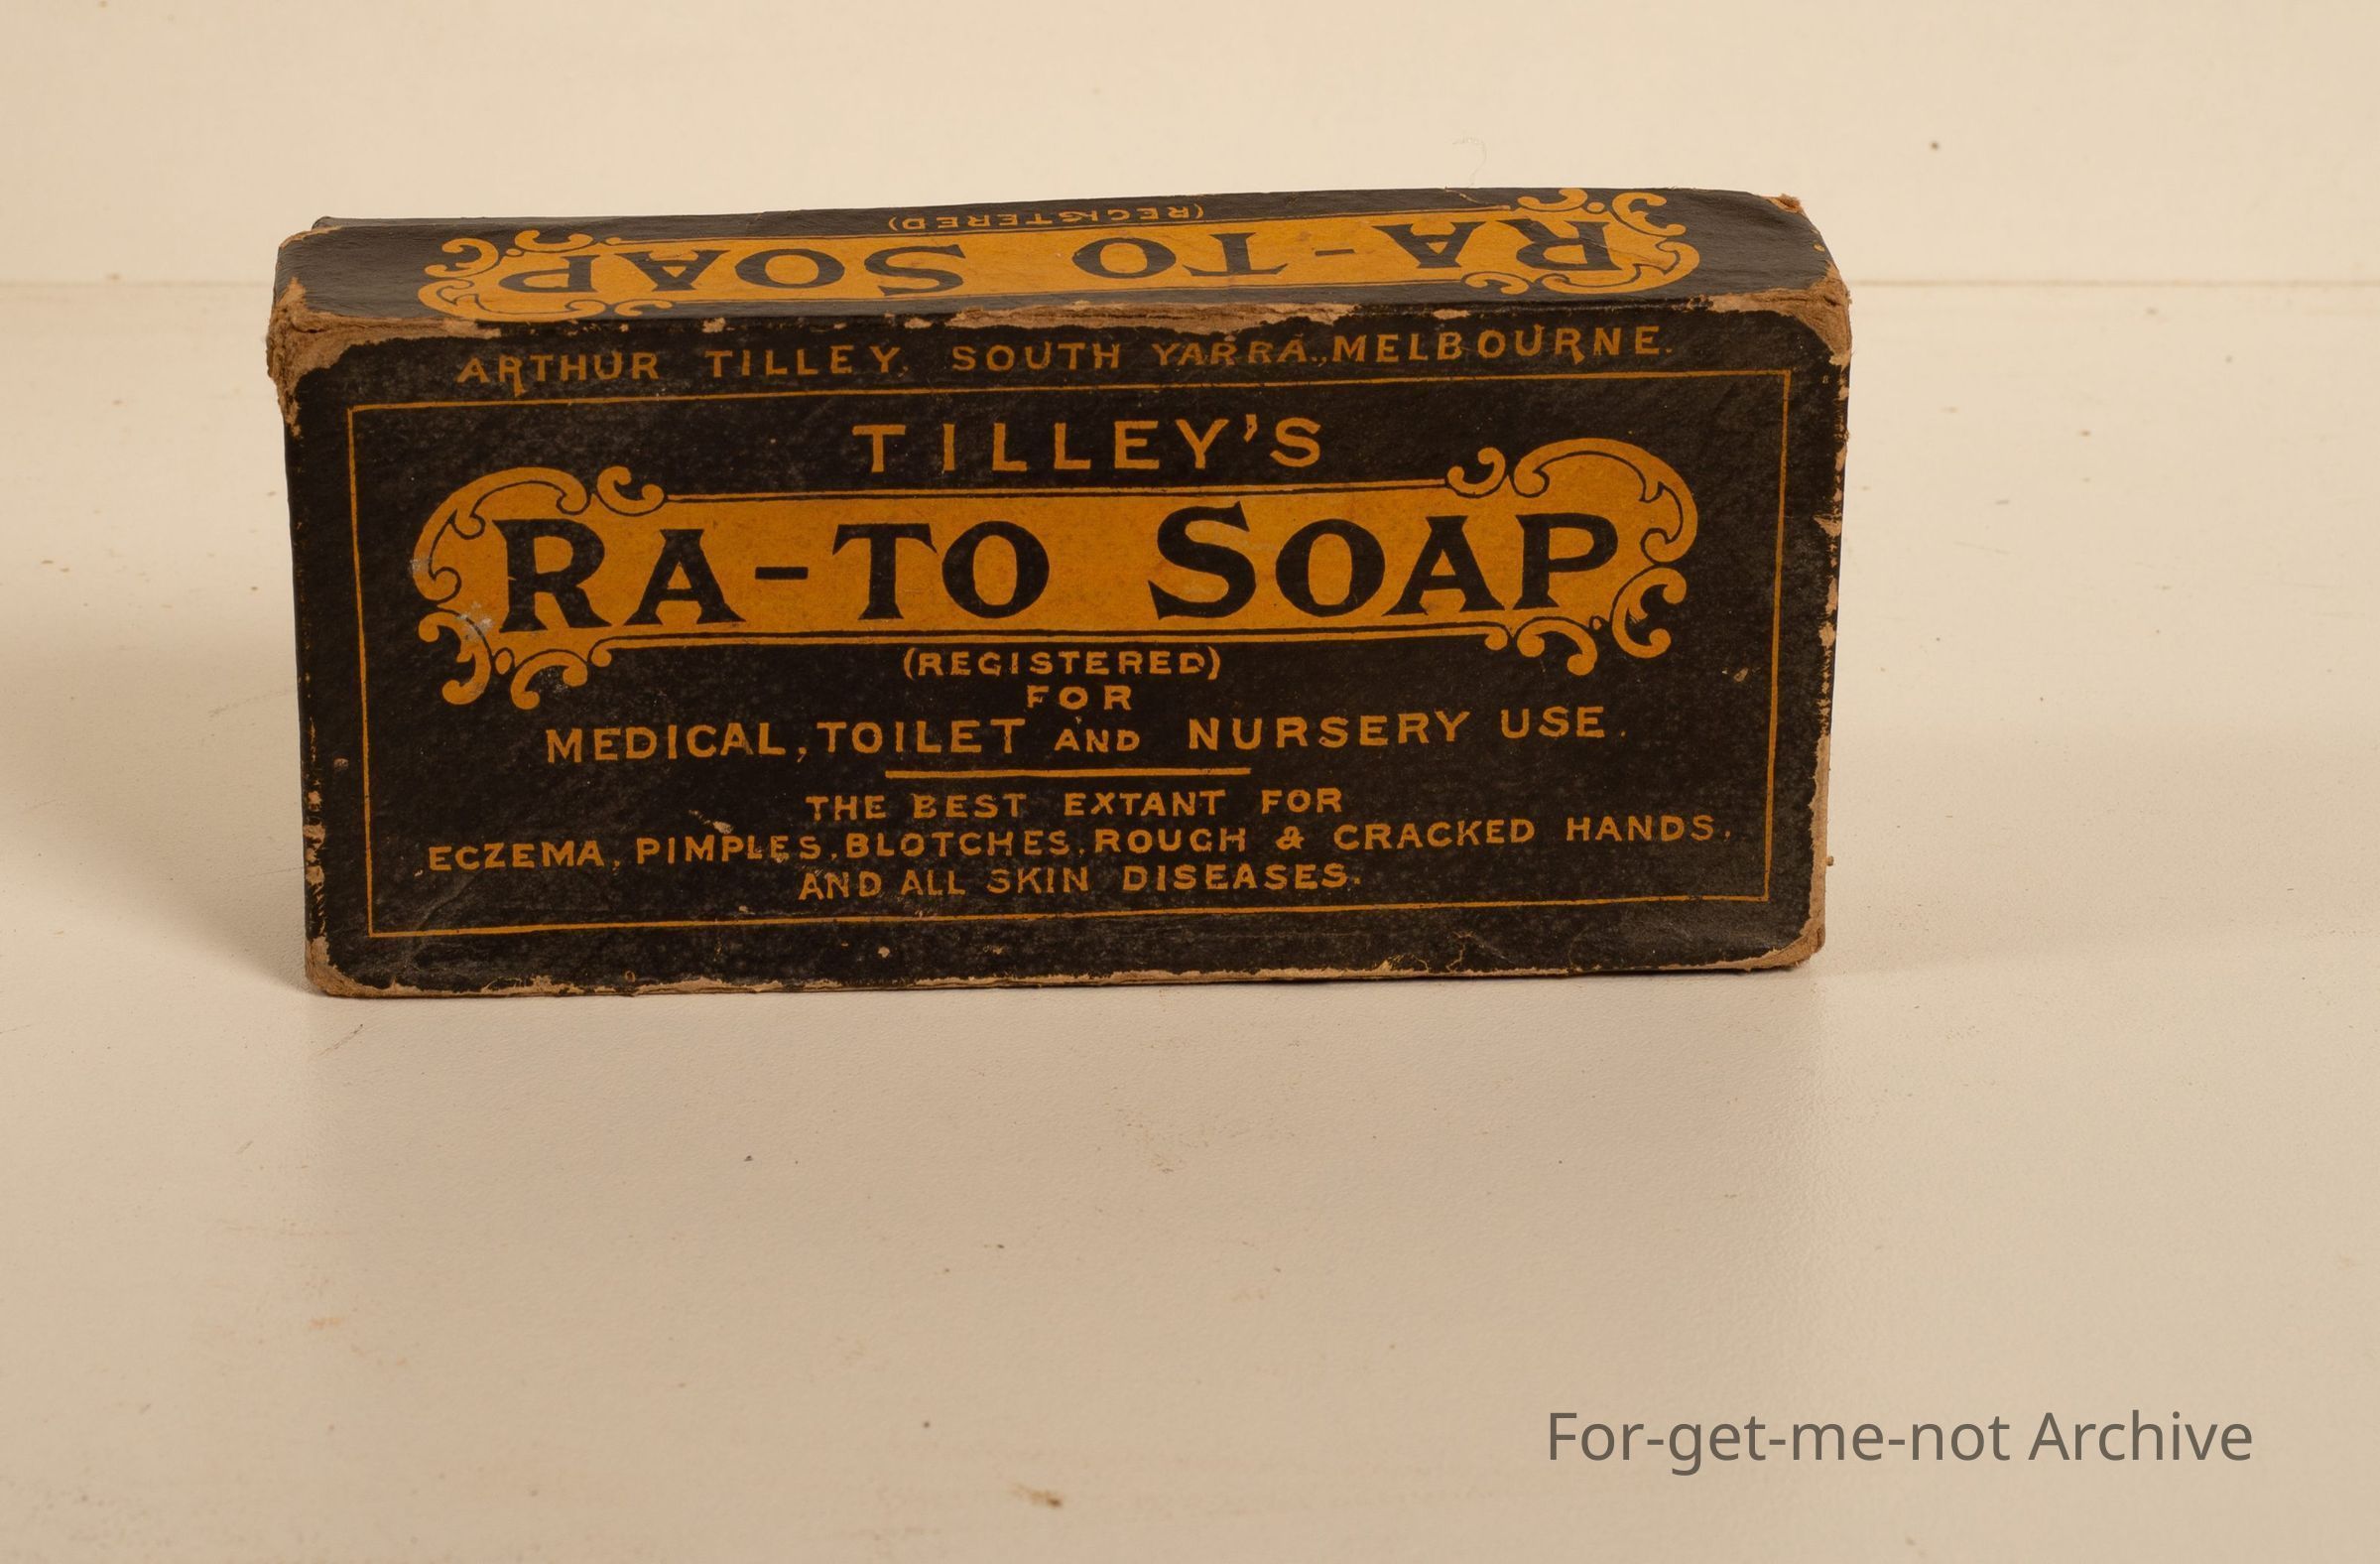 (REGISTERED)
RA-TO SOAP
ARTHUR TILLEY, SOUTH YARRA., MELBOURNE.
TILLEY'S
RA-TO SOAP
(REGISTERED)
FOR
MEDICAL, TOILET AND NURSERY USE.
THE BEST EXTANT FOR
ECZEMA, PIMPLES, BLOTCHES, ROUGH & CRACKED HANDS,
AND ALL SKIN DISEASES.
For-get-me-not Archive